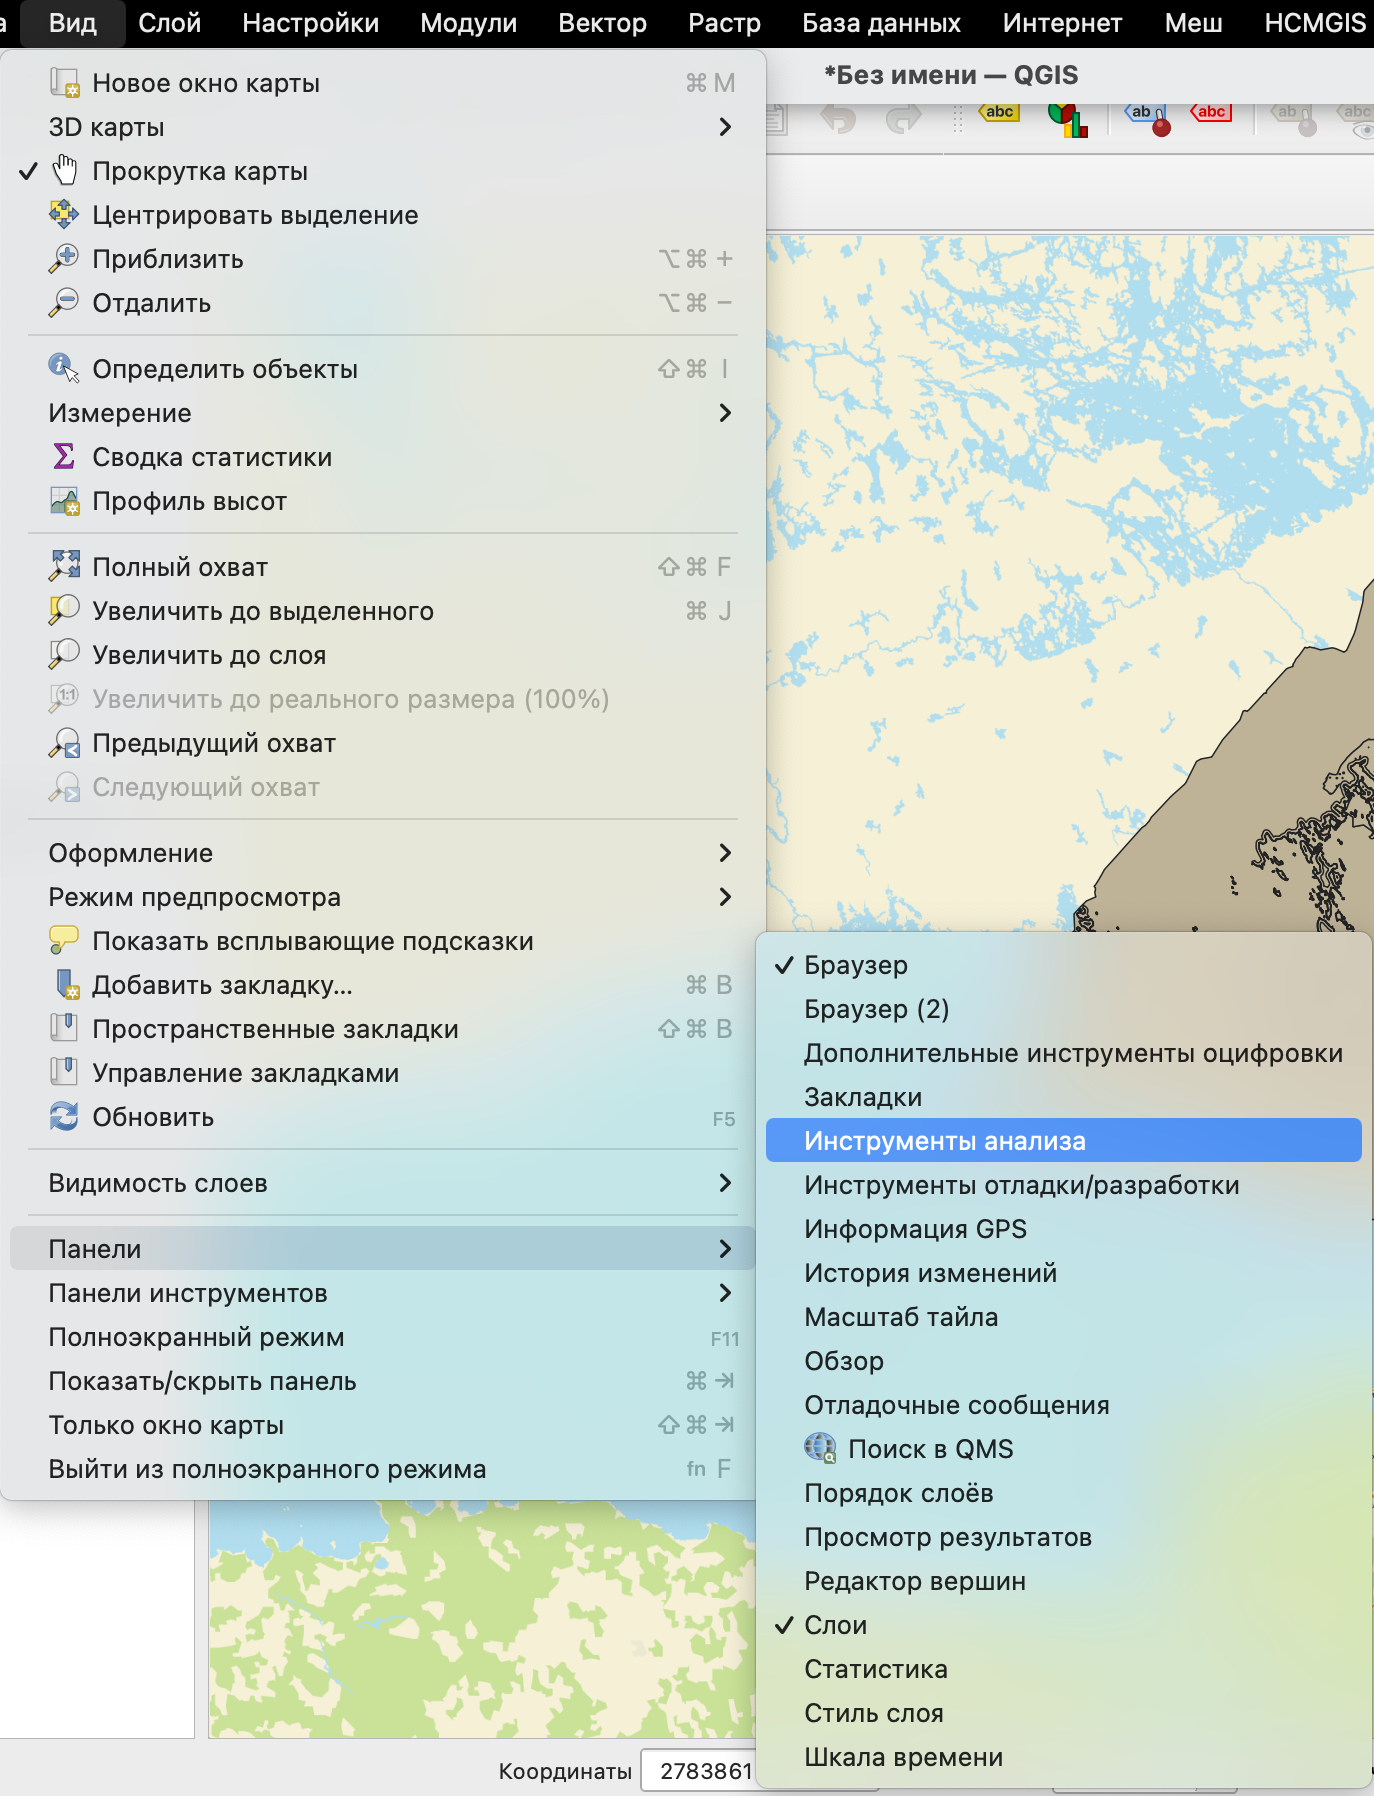 а Вид Слой Настройки Модули Вектор Растр База данных Интернет Меш HCMGIS
*Без имени — QGIS
abc ab abc ab abc
Новое окно карты ⌘ M
3D карты
✓ Прокрутка карты
Центрировать выделение
Приблизить ⌥⌘ +
Отдалить ⌥⌘ −
Определить объекты ⇧⌘ I
Измерение
Σ Сводка статистики
Профиль высот
Полный охват ⇧⌘ F
Увеличить до выделенного ⌘ J
Увеличить до слоя
1:1 Увеличить до реального размера (100%)
Предыдущий охват
Следующий охват
Оформление
Режим предпросмотра
Показать всплывающие подсказки
Добавить закладку... ⌘ B
Пространственные закладки ⇧⌘ B
Управление закладками
Обновить F5
Видимость слоев
Панели
Панели инструментов
Полноэкранный режим F11
Показать/скрыть панель ⌘ ⇥
Только окно карты ⇧⌘ ⇥
Выйти из полноэкранного режима fn F
✓ Браузер
Браузер (2)
Дополнительные инструменты оцифровки
Закладки
Инструменты анализа
Инструменты отладки/разработки
Информация GPS
История изменений
Масштаб тайла
Обзор
Отладочные сообщения
Поиск в QMS
Порядок слоёв
Просмотр результатов
Редактор вершин
✓ Слои
Статистика
Стиль слоя
Шкала времени
Координаты 2783861